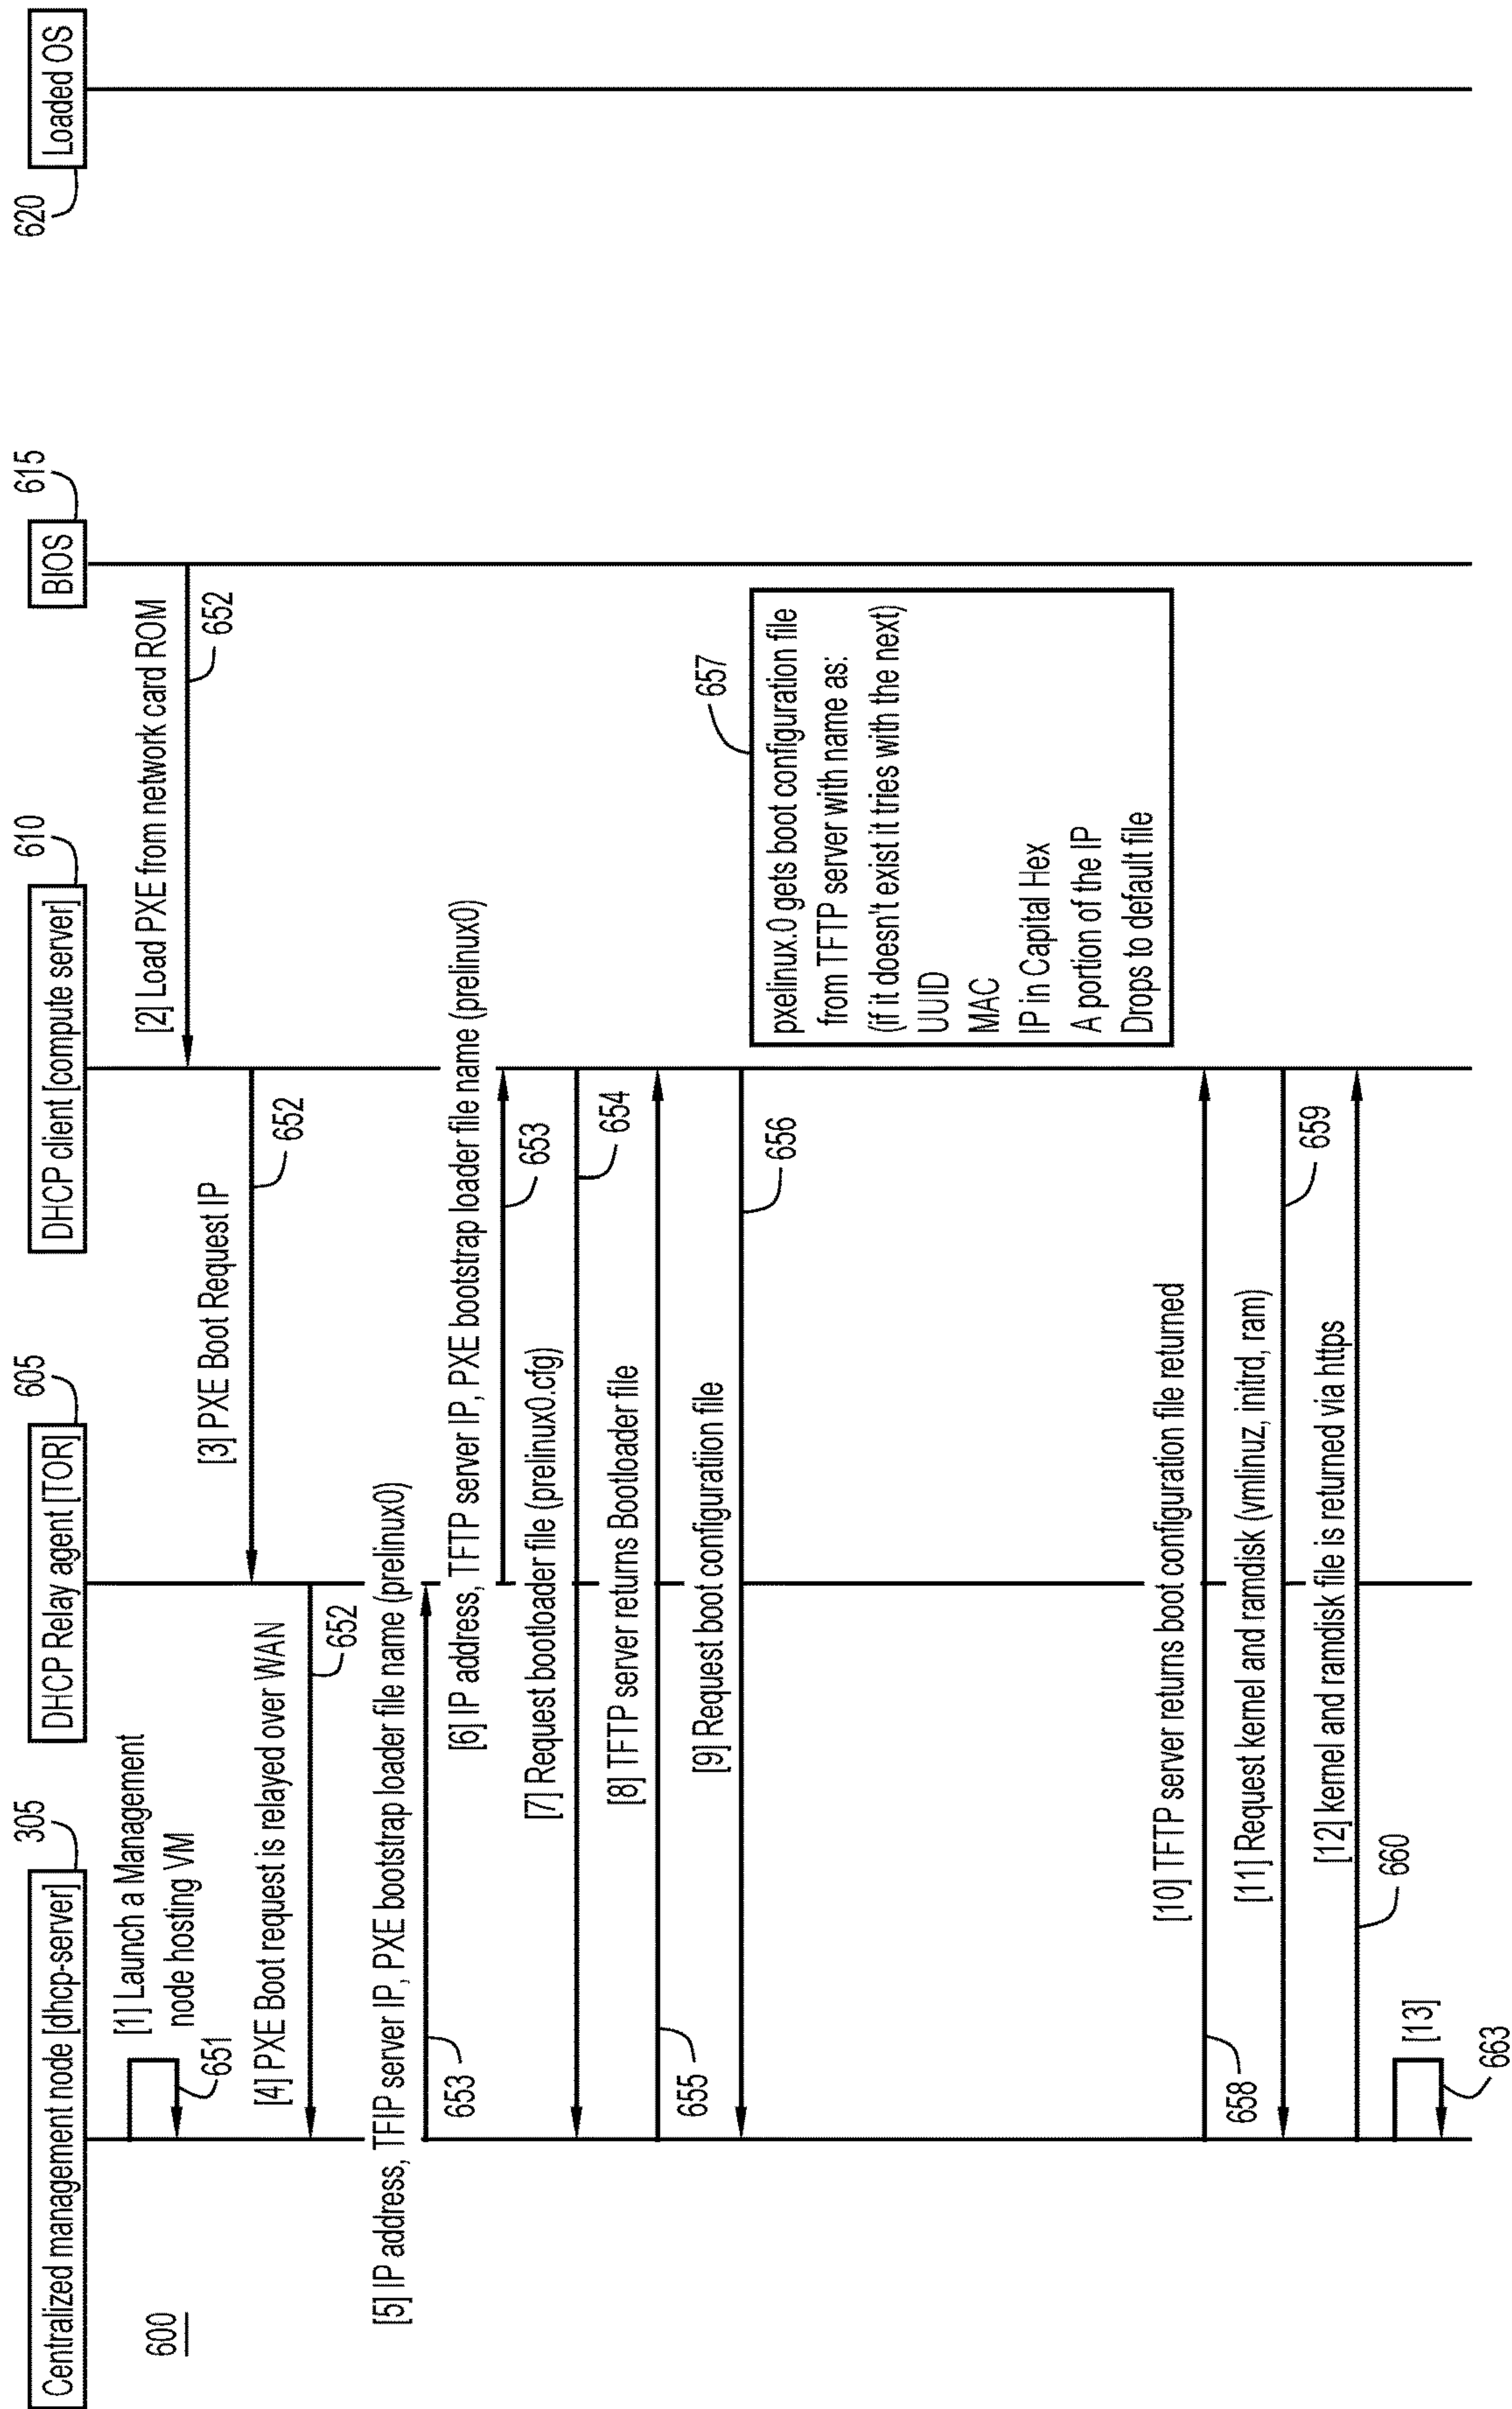 Centralized management node [dhcp-server]
305
DHCP Relay agent [TOR]
605
DHCP client [compute server]
610
BIOS
615
Loaded OS
620
600
[1] Launch a Management
node hosting VM
651
[2] Load PXE from network card ROM
652
[3] PXE Boot Request IP
652
[4] PXE Boot request is relayed over WAN
652
[5] IP address, TFIP server IP, PXE bootstrap loader file name (prelinux0)
653
[6] IP address, TFTP server IP, PXE bootstrap loader file name (prelinux0)
653
[7] Request bootloader file (prelinux0.cfg)
654
[8] TFTP server returns Bootloader file
655
[9] Request boot configuratiion file
656
657
pxelinux.0 gets boot configuration file
from TFTP server with name as:
(if it doesn't exist it tries with the next)
UUID
MAC
IP in Capital Hex
A portion of the IP
Drops to default file
[10] TFTP server returns boot configuration file returned
658
[11] Request kernel and ramdisk (vmlinuz, initrd, ram)
659
[12] kernel and ramdisk file is returned via https
660
[13]
663